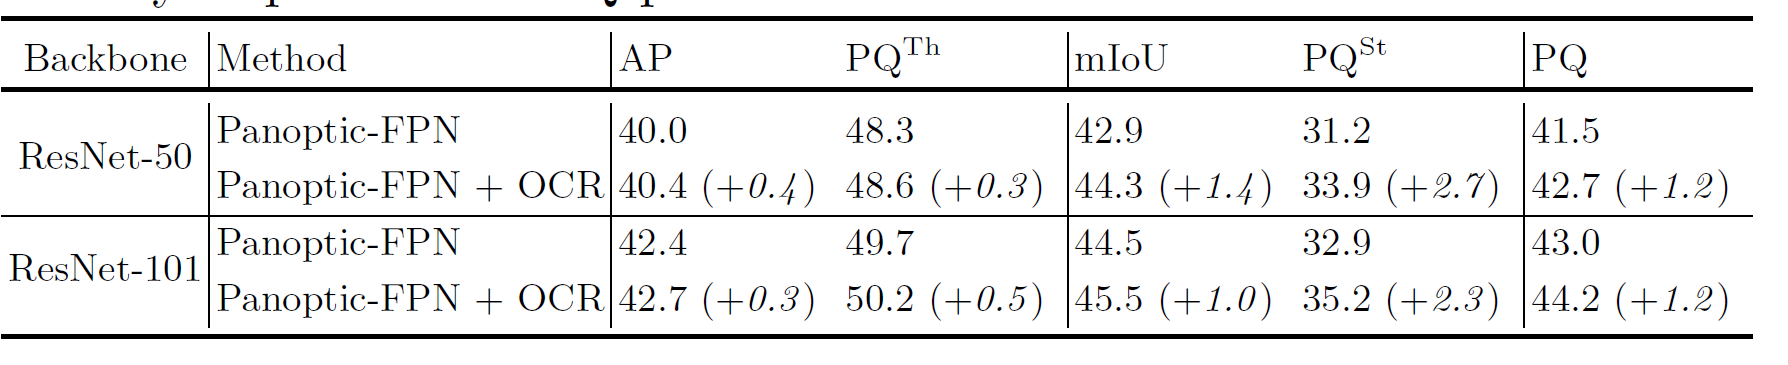 Backbone Method AP PQ^Th mIoU PQ^St PQ
ResNet-50 Panoptic-FPN 40.0 48.3 42.9 31.2 41.5
Panoptic-FPN + OCR 40.4 (+0.4) 48.6 (+0.3) 44.3 (+1.4) 33.9 (+2.7) 42.7 (+1.2)
ResNet-101 Panoptic-FPN 42.4 49.7 44.5 32.9 43.0
Panoptic-FPN + OCR 42.7 (+0.3) 50.2 (+0.5) 45.5 (+1.0) 35.2 (+2.3) 44.2 (+1.2)